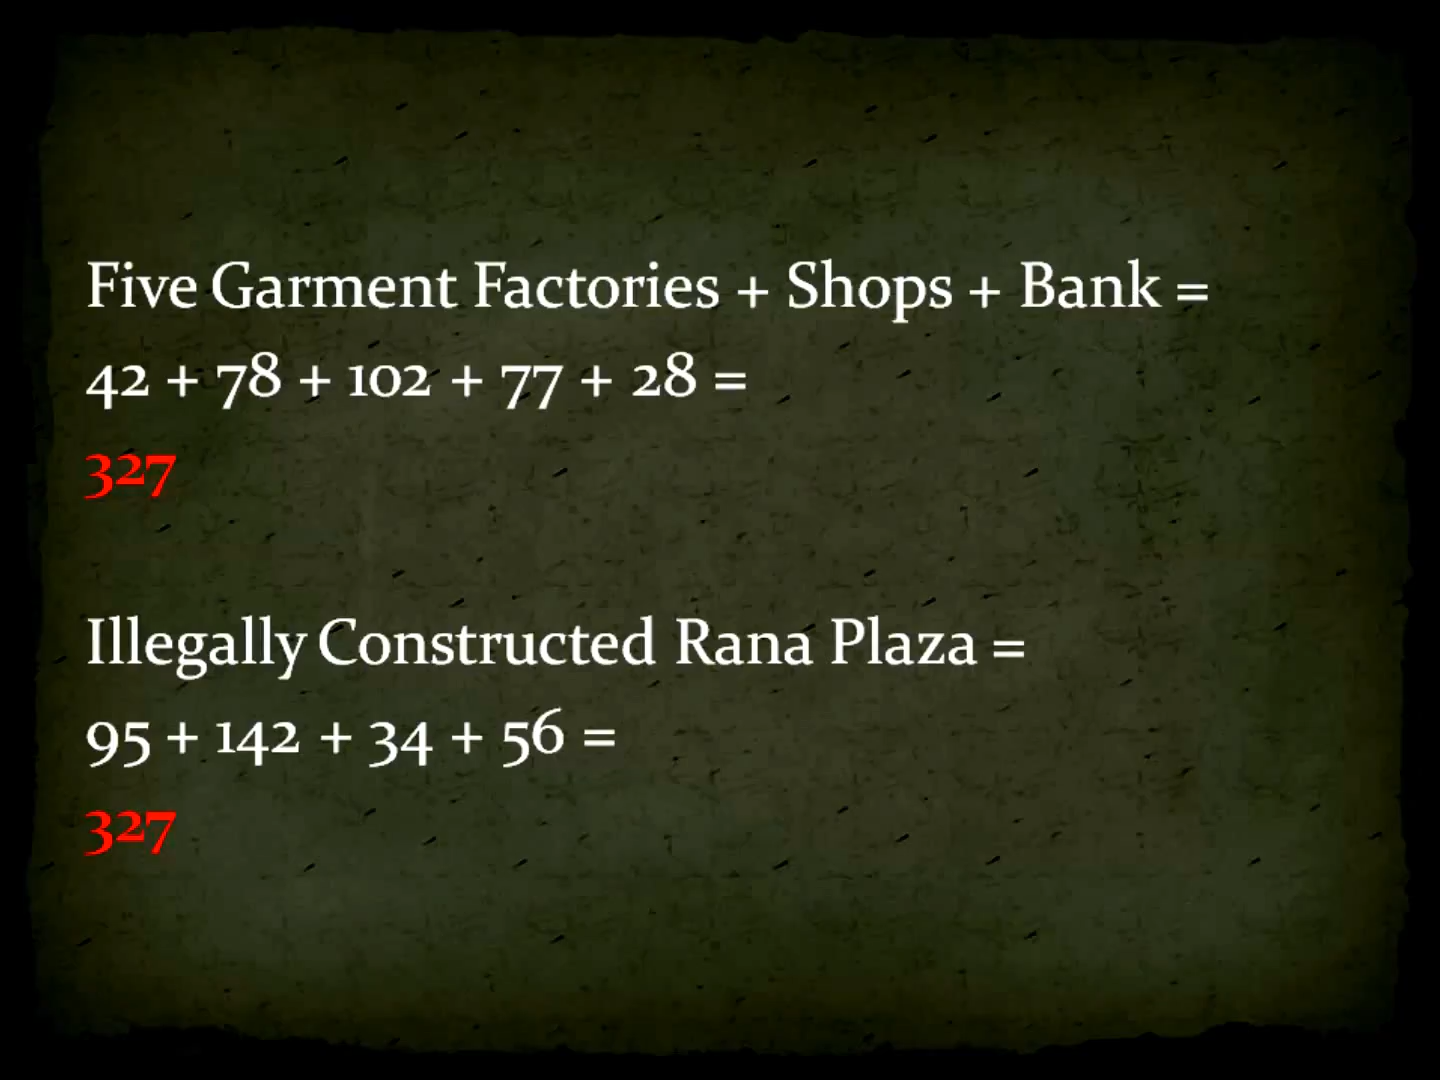 Five Garment Factories + Shops + Bank =
42 + 78 + 102 + 77 + 28 =
327
Illegally Constructed Rana Plaza =
95 + 142 + 34 + 56 =
327